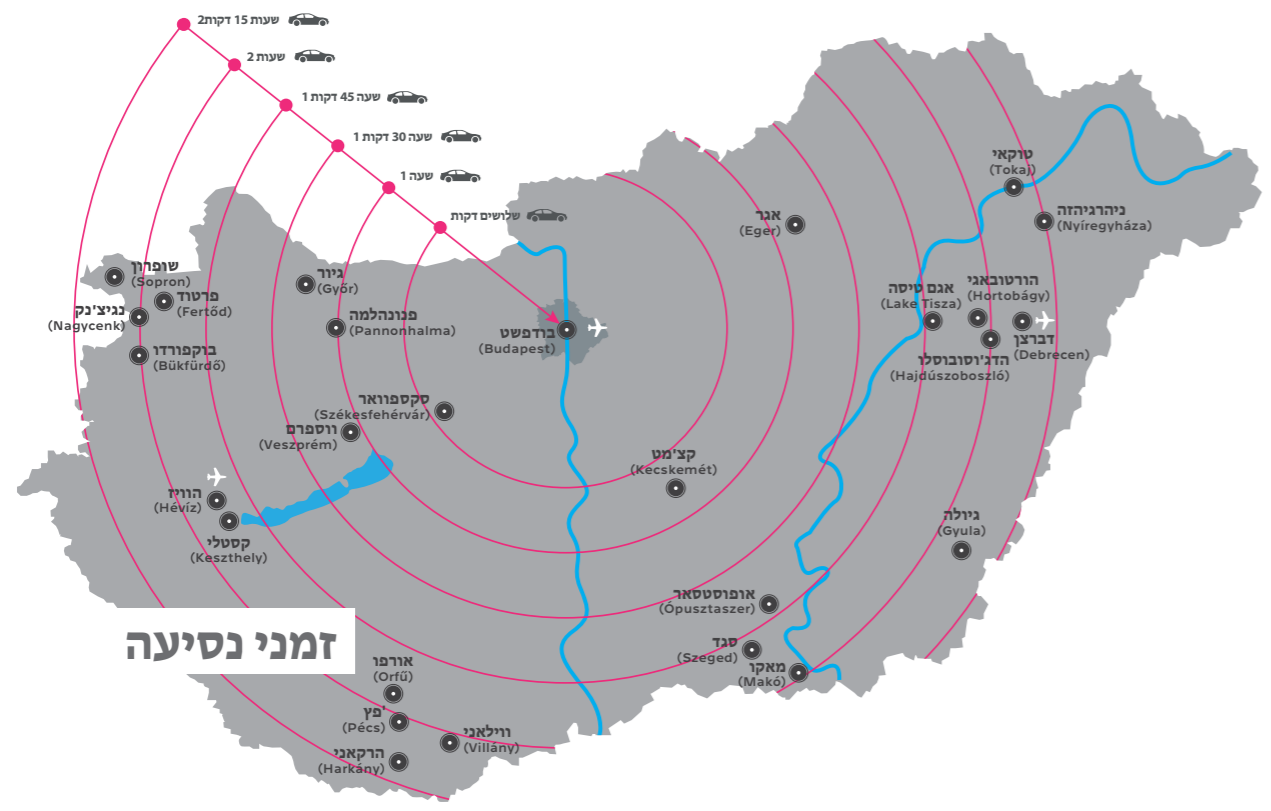 2שעות 15 דקות
2 שעות
1 שעה 45 דקות
1 שעה 30 דקות
1 שעה
שלושים דקות
טוקאי
(Tokaj)
ניהרגיהזה
(Nyíregyháza)
אגר
(Eger)
שופרון
(Sopron)
פרטוד
(Fertőd)
נגיצ'נק
(Nagycenk)
בוקפורדו
(Bükfürdő)
גיור
(Győr)
פנונהלמה
(Pannonhalma)
בודפשט
(Budapest)
אגם טיסה
(Lake Tisza)
הורטובאגי
(Hortobágy)
דברצן
(Debrecen)
הדג'וסובוסלו
(Hajdúszoboszló)
סקספוואר
(Székesfehérvár)
ווספרם
(Veszprém)
קצ'מט
(Kecskemét)
הוויז
(Hévíz)
קסטלי
(Keszthely)
גיולה
(Gyula)
אופוסטסאר
(Ópusztaszer)
סגד
(Szeged)
מאקו
(Makó)
זמני נסיעה
אורפו
(Orfű)
פץ'
(Pécs)
ווילאני
(Villány)
הרקאני
(Harkány)